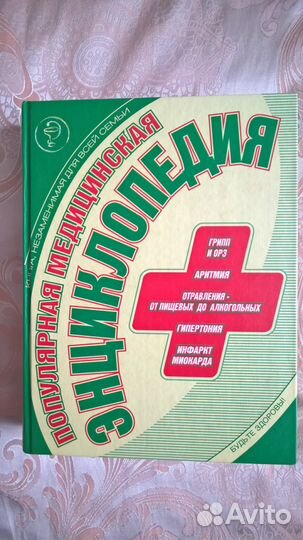 КНИГА, НЕЗАМЕНИМАЯ ДЛЯ ВСЕЙ СЕМЬИ
ПОПУЛЯРНАЯ МЕДИЦИНСКАЯ
ЭНЦИКЛОПЕДИЯ
ГРИПП
И ОРЗ
АРИТМИЯ
ОТРАВЛЕНИЯ -
ОТ ПИЩЕВЫХ ДО АЛКОГОЛЬНЫХ
ГИПЕРТОНИЯ
ИНФАРКТ
МИОКАРДА
БУДЬТЕ ЗДОРОВЫ!
Avito